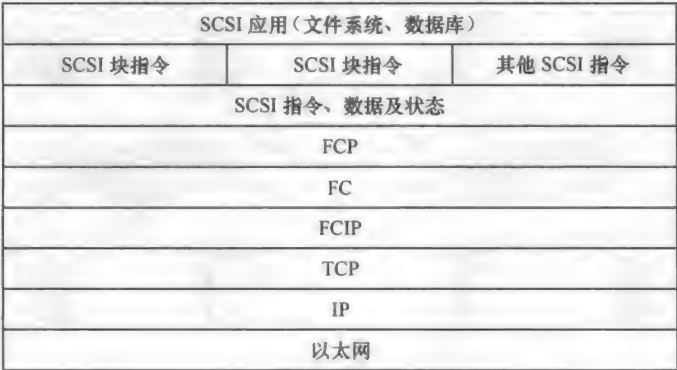 SCSI 应用(文件系统、数据库)
SCSI 块指令 SCSI 块指令 其他 SCSI 指令
SCSI 指令、数据及状态
FCP
FC
FCIP
TCP
IP
以太网